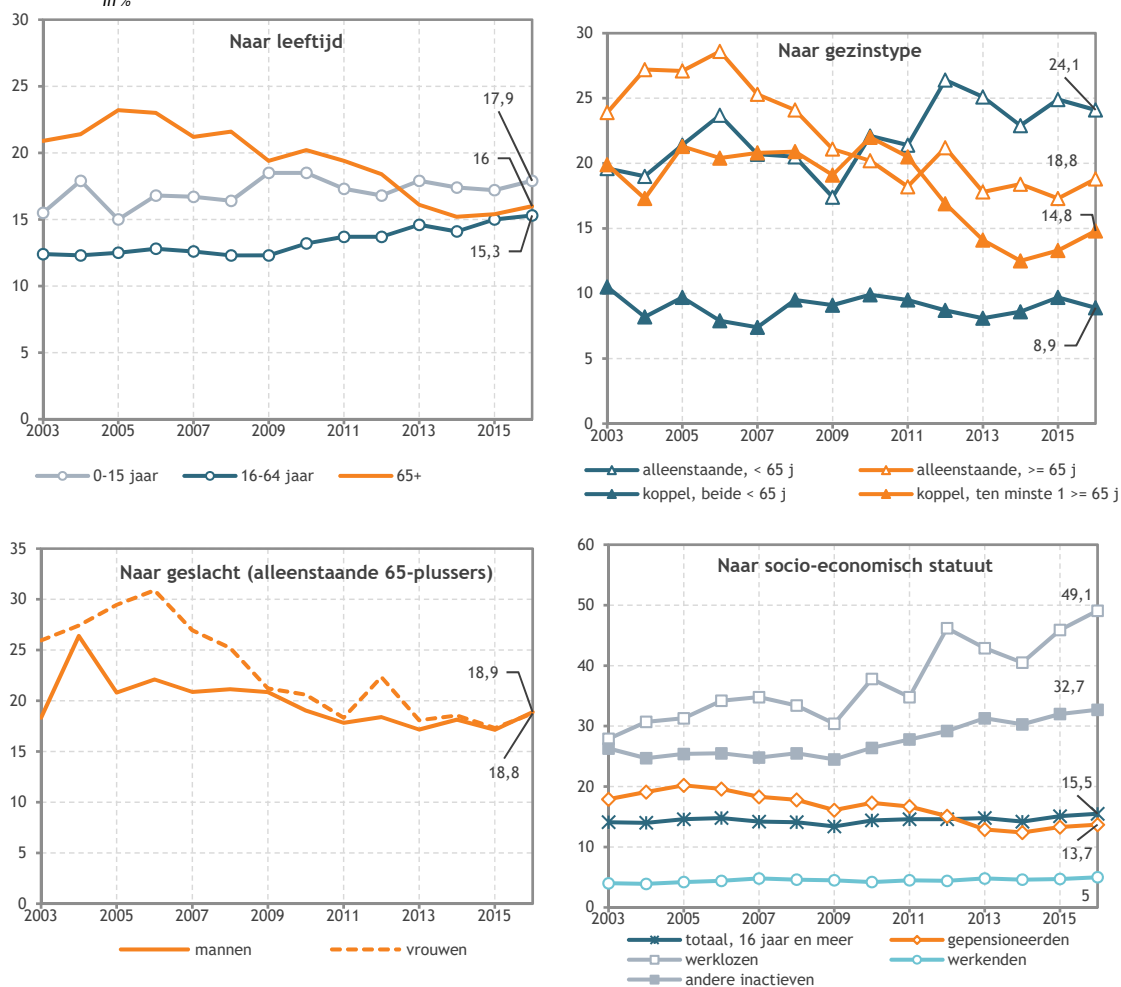 in %
Naar leeftijd
30
25
20
15
10
5
0
17,9
16
15,3
2003 2005 2007 2009 2011 2013 2015
0-15 jaar 16-64 jaar 65+
Naar gezinstype
30
25
20
15
10
5
0
24,1
18,8
14,8
8,9
2003 2005 2007 2009 2011 2013 2015
alleenstaande, < 65 j alleenstaande, >= 65 j
koppel, beide < 65 j koppel, ten minste 1 >= 65 j
Naar geslacht (alleenstaande 65-plussers)
35
30
25
20
15
10
5
0
18,9
18,8
2003 2005 2007 2009 2011 2013 2015
mannen vrouwen
Naar socio-economisch statuut
60
50
40
30
20
10
0
49,1
32,7
15,5
13,7
5
2003 2005 2007 2009 2011 2013 2015
totaal, 16 jaar en meer gepensioneerden
werklozen werkenden
andere inactieven